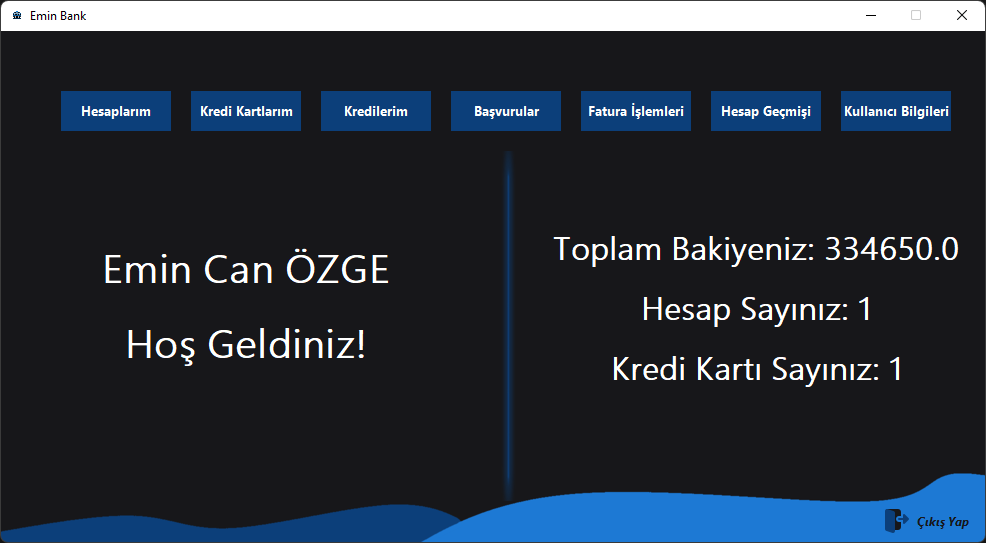 Emin Bank
Hesaplarım
Kredi Kartlarım
Kredilerim
Başvurular
Fatura İşlemleri
Hesap Geçmişi
Kullanıcı Bilgileri
Emin Can ÖZGE
Hoş Geldiniz!
Toplam Bakiyeniz: 334650.0
Hesap Sayınız: 1
Kredi Kartı Sayınız: 1
Çıkış Yap